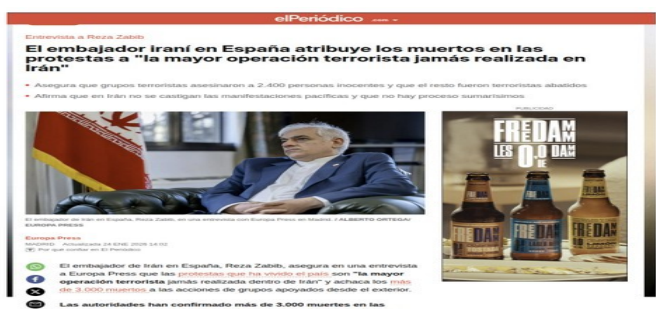 elPeriódico
Entrevista a Reza Zabib
El embajador iraní en España atribuye los muertos en las
protestas a "la mayor operación terrorista jamás realizada en
Irán"
• Asegura que grupos terroristas asesinaron a 2.400 personas inocentes y que el resto fueron terroristas abatidos
• Afirma que en Irán no se castigan las manifestaciones pacíficas y que no hay proceso sumarísimos
PUBLICIDAD
FREDAM
LES 0,0 DE DAM
El embajador de Irán en España, Reza Zabib, en una entrevista con Europa Press en Madrid. / ALBERTO ORTEGA/
EUROPA PRESS
Europa Press
MADRID Actualizada 24 ENE 2026 14:02
Por qué confiar en El Periódico
El embajador de Irán en España, Reza Zabib, asegura en una entrevista
a Europa Press que las protestas que ha vivido el país son "la mayor
operación terrorista jamás realizada dentro de Irán" y achaca los más
de 3.000 muertos a las acciones de grupos apoyados desde el exterior.
Las autoridades han confirmado más de 3.000 muertes en las